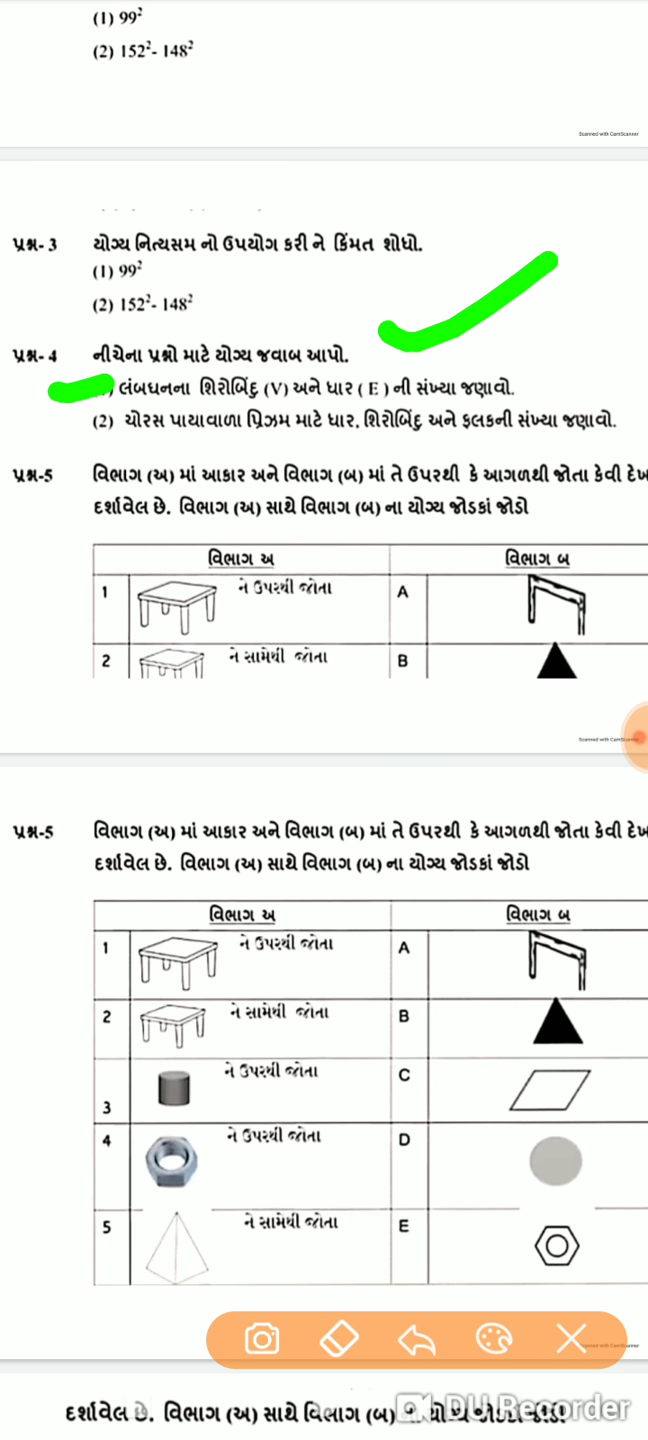 (1) 99²
(2) 152²- 148²
Scanned with CamScanner
પ્રશ્ન- 3 યોગ્ય નિત્યસમ નો ઉપયોગ કરી ને કિંમત શોધો.
(1) 99²
(2) 152²- 148²
પ્રશ્ન- 4 નીચેના પ્રશ્નો માટે યોગ્ય જવાબ આપો.
લંબઘનના શિરોબિંદુ (V) અને ધાર ( E ) ની સંખ્યા જણાવો.
(2) ચોરસ પાયાવાળા પ્રિઝમ માટે ધાર, શિરોબિંદુ અને ફલકની સંખ્યા જણાવો.
પ્રશ્ન-5 વિભાગ (અ) માં આકાર અને વિભાગ (બ) માં તે ઉપરથી કે આગળથી જોતા કેવી દેખ
દર્શાવેલ છે. વિભાગ (અ) સાથે વિભાગ (બ) ના યોગ્ય જોડકાં જોડો
વિભાગ અ વિભાગ બ
1 ને ઉપરથી જોતા A
2 ને સામેથી જોતા B
Scanned with CamScanner
પ્રશ્ન-5 વિભાગ (અ) માં આકાર અને વિભાગ (બ) માં તે ઉપરથી કે આગળથી જોતા કેવી દેખ
દર્શાવેલ છે. વિભાગ (અ) સાથે વિભાગ (બ) ના યોગ્ય જોડકાં જોડો
વિભાગ અ વિભાગ બ
1 ને ઉપરથી જોતા A
2 ને સામેથી જોતા B
3 ને ઉપરથી જોતા C
4 ને ઉપરથી જોતા D
5 ને સામેથી જોતા E
દર્શાવેલ છે. વિભાગ (અ) સાથે વિભાગ (બ) યોગ્ય જોડકાં જોડો
DU Recorder